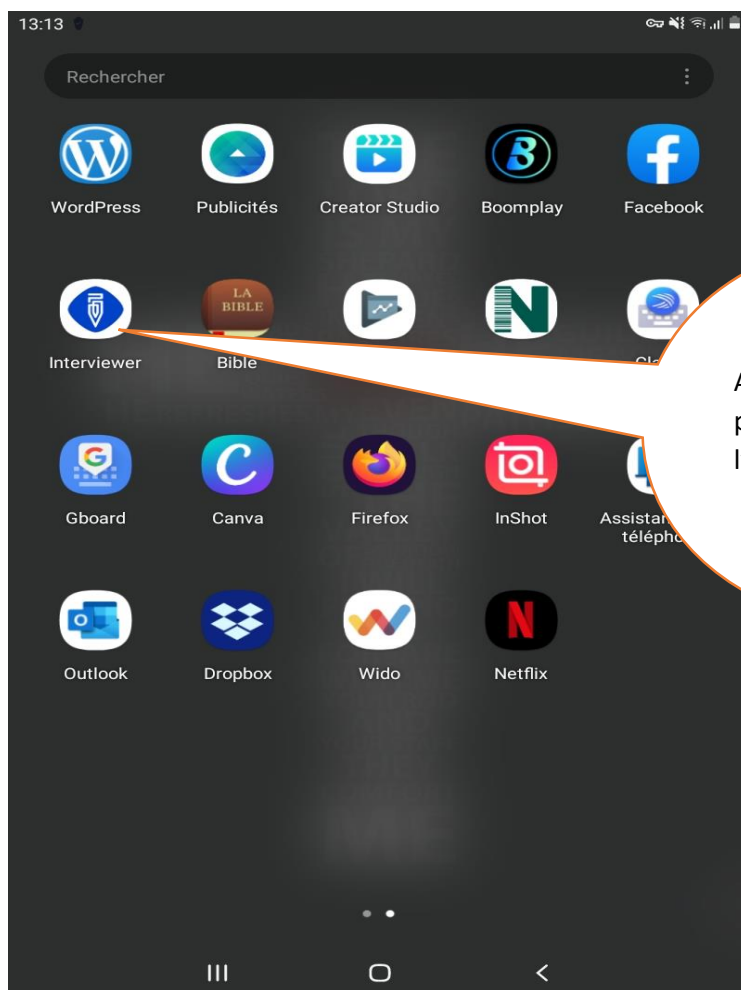 13:13
Rechercher
WordPress
Publicités
Creator Studio
Boomplay
Facebook
LA
BIBLE
Interviewer
Bible
Gboard
Canva
Firefox
InShot
télépho
Outlook
Dropbox
Wido
Netflix